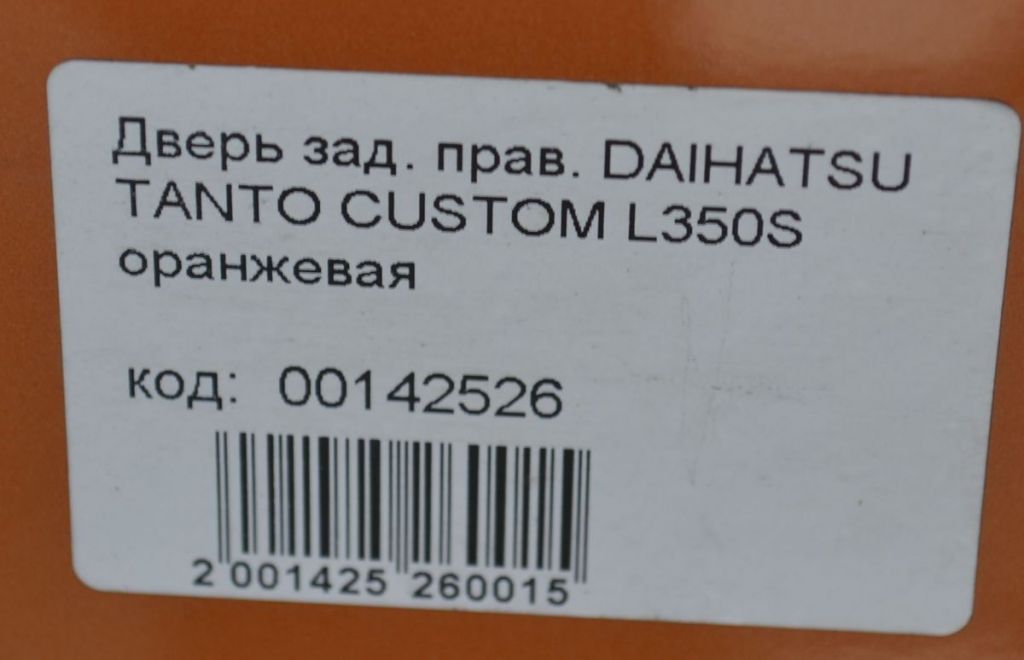 Дверь зад. прав. DAIHATSU
TANTO CUSTOM L350S
оранжевая
код: 00142526
2 001425 260015